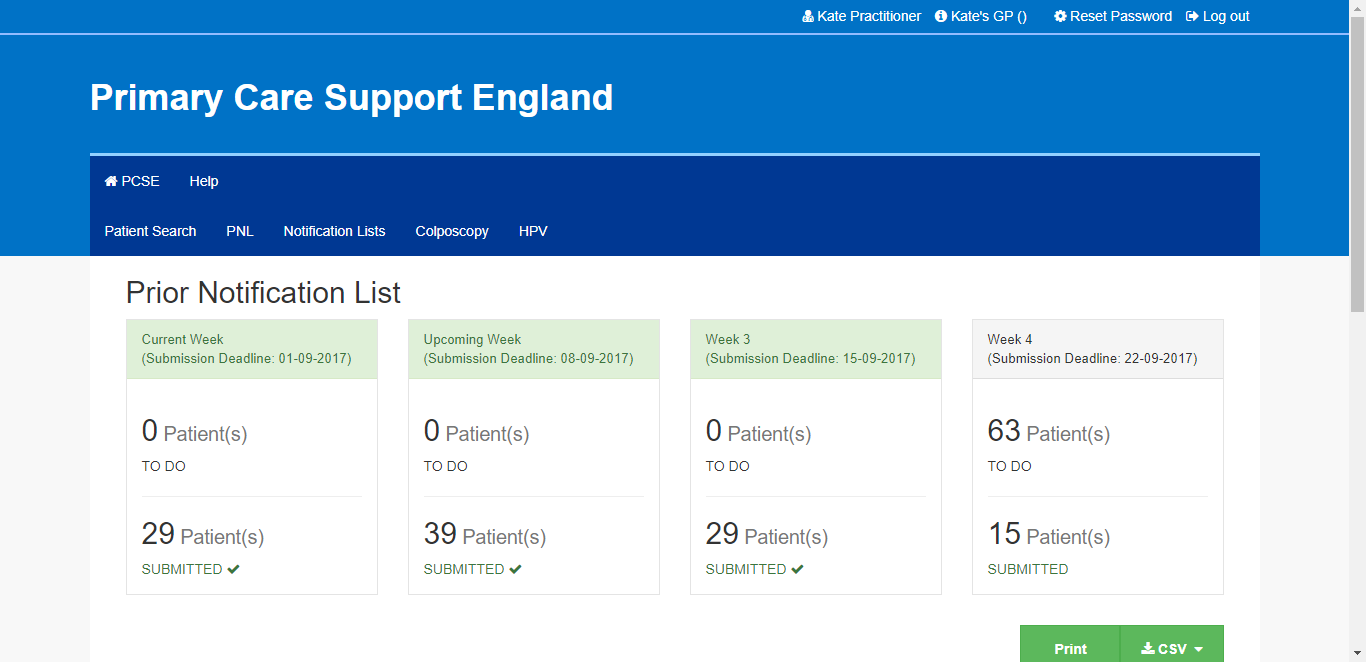 Kate Practitioner Kate's GP () Reset Password Log out
Primary Care Support England
PCSE Help
Patient Search PNL Notification Lists Colposcopy HPV
Prior Notification List
Current Week
(Submission Deadline: 01-09-2017)
0 Patient(s)
TO DO
29 Patient(s)
SUBMITTED
Upcoming Week
(Submission Deadline: 08-09-2017)
0 Patient(s)
TO DO
39 Patient(s)
SUBMITTED
Week 3
(Submission Deadline: 15-09-2017)
0 Patient(s)
TO DO
29 Patient(s)
SUBMITTED
Week 4
(Submission Deadline: 22-09-2017)
63 Patient(s)
TO DO
15 Patient(s)
SUBMITTED
Print CSV